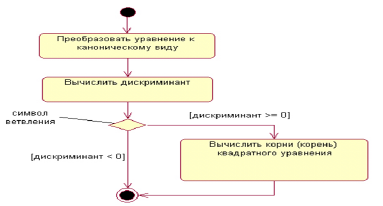 Преобразовать уравнение к
каноническому виду
Вычислить дискриминант
символ
ветвления
[дискриминант >= 0]
Вычислить корни (корень)
квадратного уравнения
[дискриминант < 0]